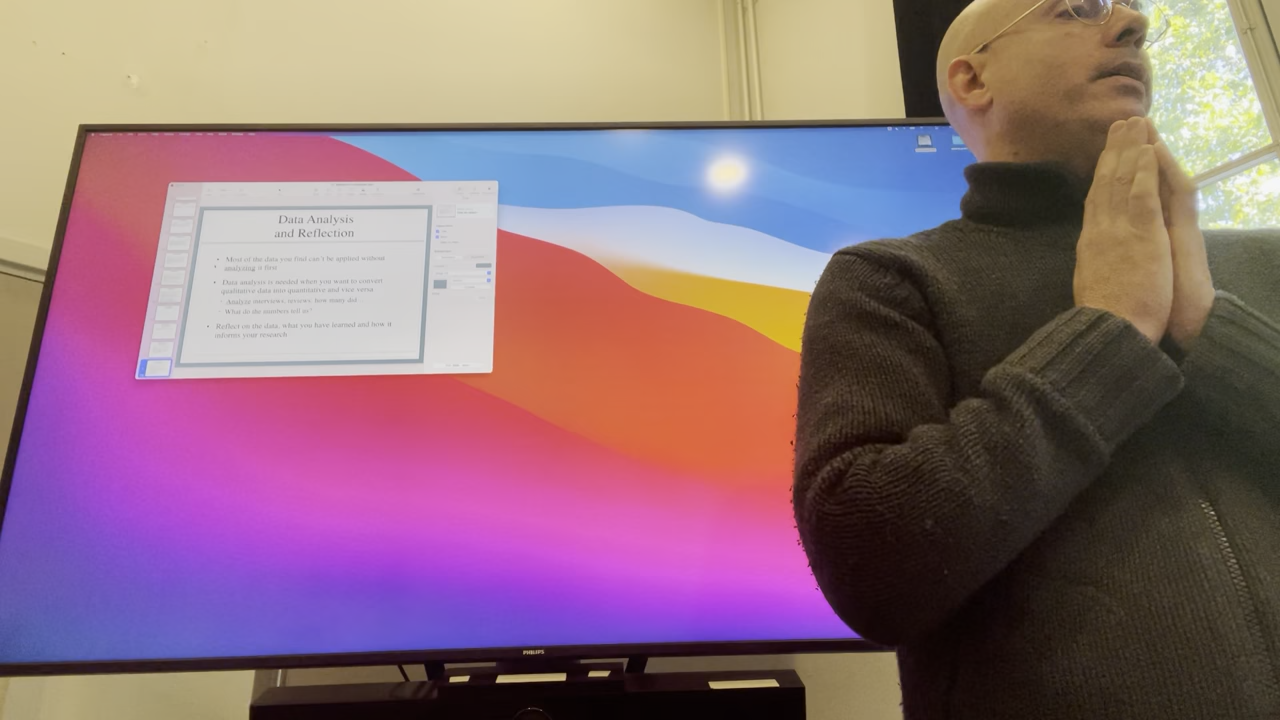 Data Analysis
and Reflection
Most of the data you find can't be applied without
analyzing it first
Data analysis is needed when you want to convert
qualitative data into quantitative and vice versa
Analyze interviews, reviews, how many did
What do the numbers tell us?
Reflect on the data, what you have learned and how it
informs your research
PHILIPS